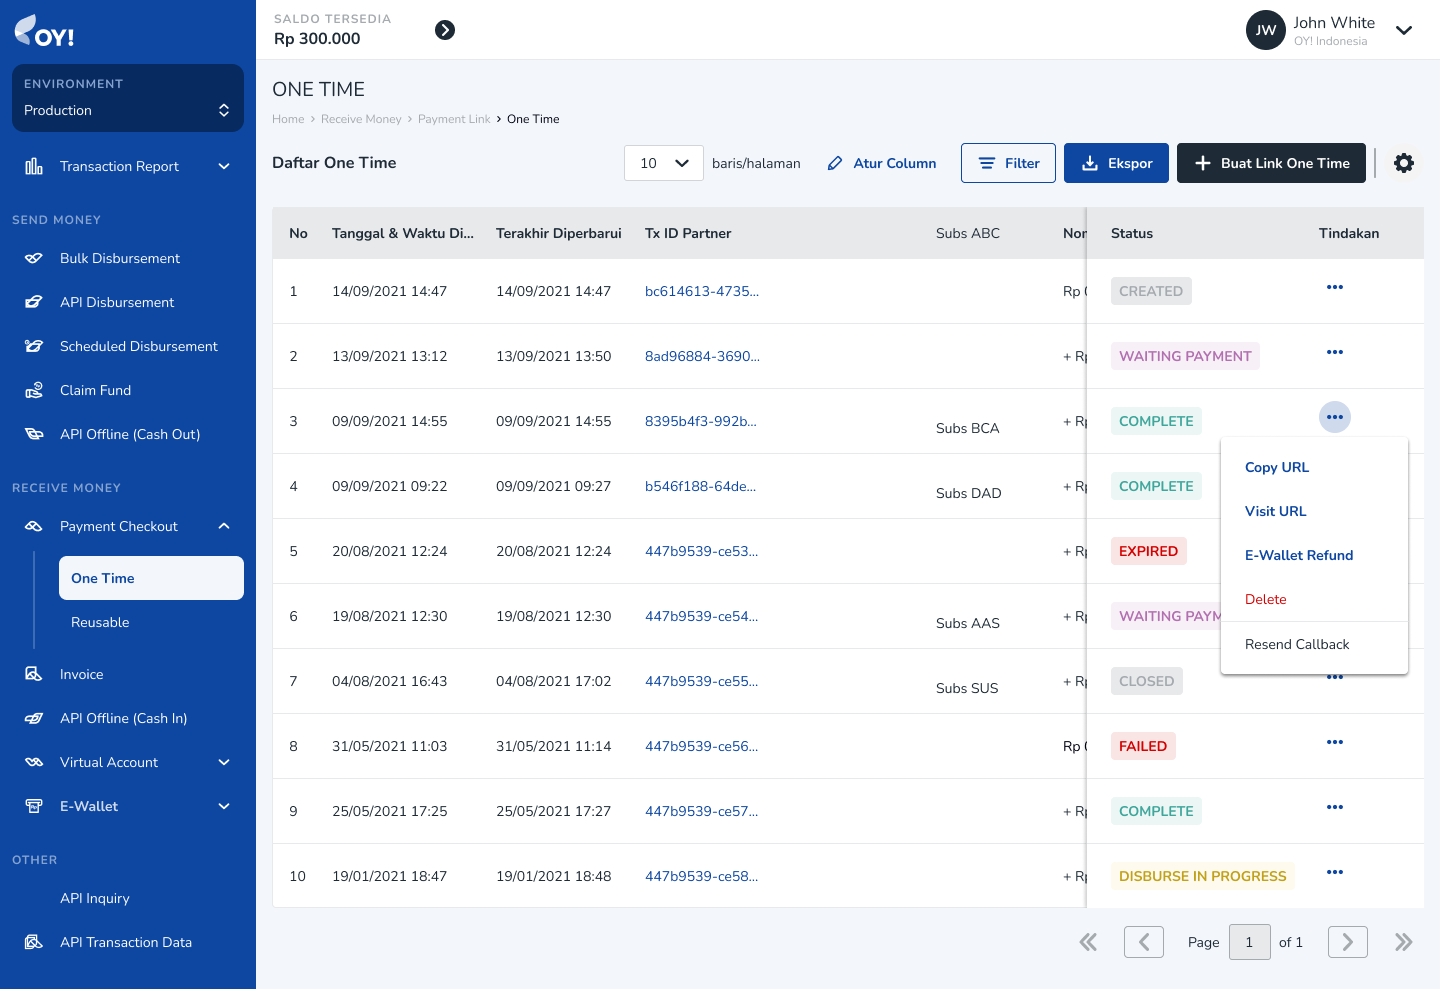 OY!
SALDO TERSEDIA
Rp 300.000
JW
John White
OY! Indonesia
ENVIRONMENT
Production
Transaction Report
SEND MONEY
Bulk Disbursement
API Disbursement
Scheduled Disbursement
Claim Fund
API Offline (Cash Out)
RECEIVE MONEY
Payment Checkout
One Time
Reusable
Invoice
API Offline (Cash In)
Virtual Account
E-Wallet
OTHER
API Inquiry
API Transaction Data
ONE TIME
Home > Receive Money > Payment Link > One Time
Daftar One Time
10 baris/halaman Atur Column Filter Ekspor + Buat Link One Time
No Tanggal & Waktu Di... Terakhir Diperbarui Tx ID Partner Subs ABC Status Tindakan
1 14/09/2021 14:47 14/09/2021 14:47 bc614613-4735... Rp CREATED
2 13/09/2021 13:12 13/09/2021 13:50 8ad96884-3690... + Rp WAITING PAYMENT
3 09/09/2021 14:55 09/09/2021 14:55 8395b4f3-992b... Subs BCA + Rp COMPLETE
4 09/09/2021 09:22 09/09/2021 09:27 b546f188-64de... Subs DAD + Rp COMPLETE
5 20/08/2021 12:24 20/08/2021 12:24 447b9539-ce53... + Rp EXPIRED
6 19/08/2021 12:30 19/08/2021 12:30 447b9539-ce54... Subs AAS + Rp WAITING PAYM
7 04/08/2021 16:43 04/08/2021 17:02 447b9539-ce55... Subs SUS + Rp CLOSED
8 31/05/2021 11:03 31/05/2021 11:14 447b9539-ce56... Rp FAILED
9 25/05/2021 17:25 25/05/2021 17:27 447b9539-ce57... + Rp COMPLETE
10 19/01/2021 18:47 19/01/2021 18:48 447b9539-ce58... + Rp DISBURSE IN PROGRESS
Copy URL
Visit URL
E-Wallet Refund
Delete
Resend Callback
Page 1 of 1